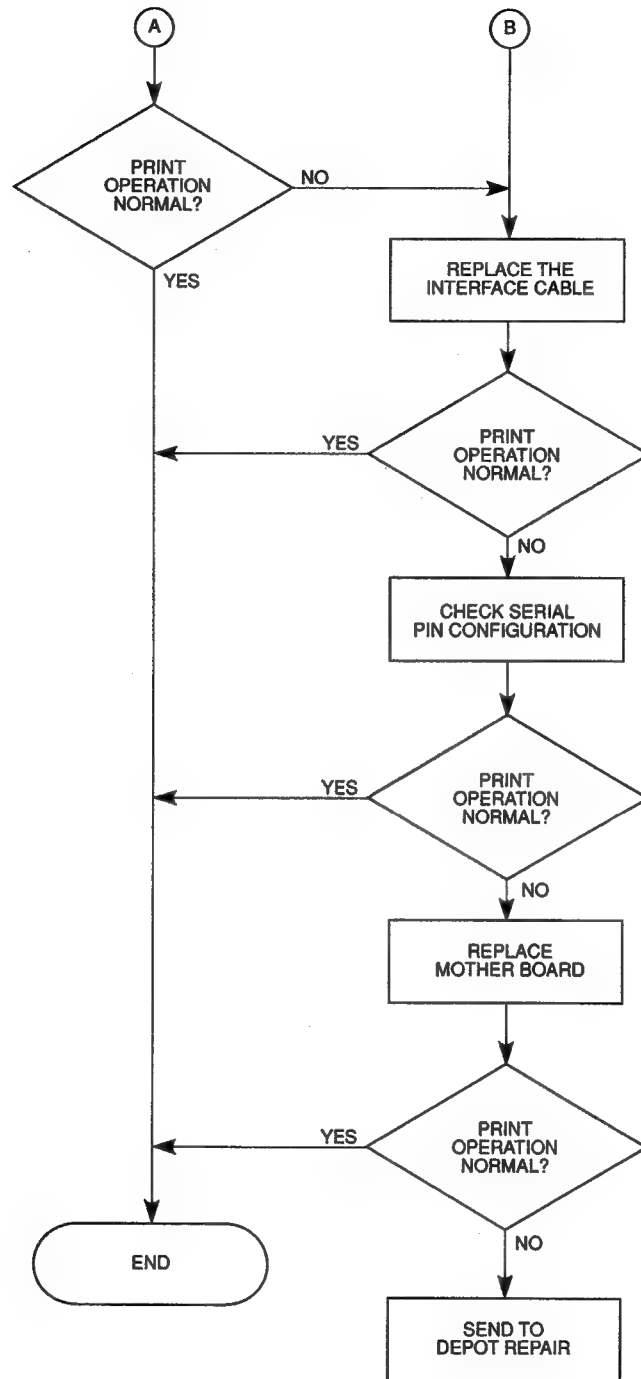 A
B
PRINT
OPERATION
NORMAL?
NO
YES
REPLACE THE
INTERFACE CABLE
YES
PRINT
OPERATION
NORMAL?
NO
CHECK SERIAL
PIN CONFIGURATION
YES
PRINT
OPERATION
NORMAL?
NO
REPLACE
MOTHER BOARD
YES
PRINT
OPERATION
NORMAL?
NO
END
SEND TO
DEPOT REPAIR